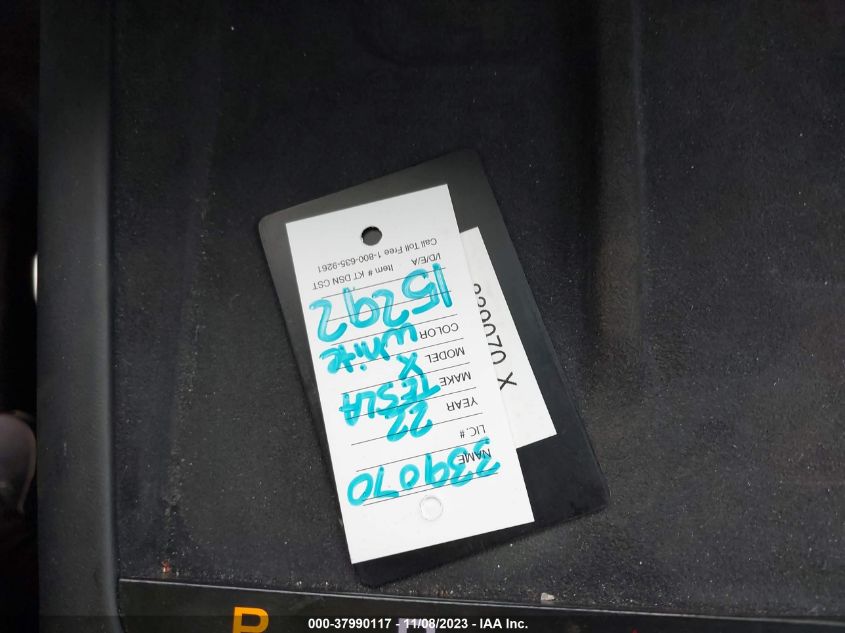 339070
NAME
LIC.#
22
YEAR
TESLA
MAKE
X
MODEL
White
COLOR
15292
VD/E/A Item # KT DSN CST
Call Toll Free 1-800-635-9261
X
P
000-37990117 - 11/08/2023 - IAA Inc.